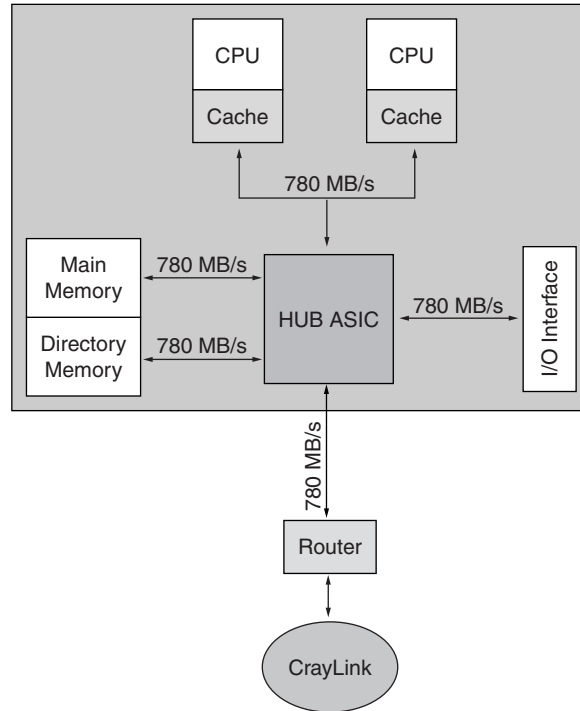 CPU
CPU
Cache
Cache
780 MB/s
Main
Memory
780 MB/s
HUB ASIC
780 MB/s
I/O Interface
Directory
Memory
780 MB/s
780 MB/s
Router
CrayLink